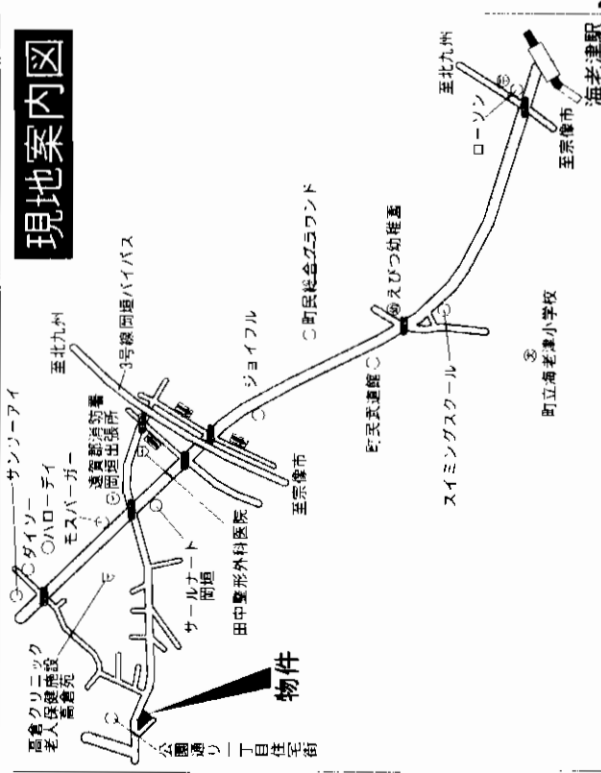 現地案内図
サンリーアイ
ダイソー
ハローデイ
モスバーガー
遠賀郡消防署
岡垣出張所
至北九州
3号線岡垣バイパス
高倉クリニック
老人保健施設
高倉苑
サールナート
岡垣
田中整形外科医院
至宗像市
ジョイフル
町民総合グラウンド
公園通り一丁目住宅街
物件
町民武道館
えびつ幼稚園
スイミングスクール
町立海老津小学校
文
至北九州
ローソン
至宗像市
海老津駅